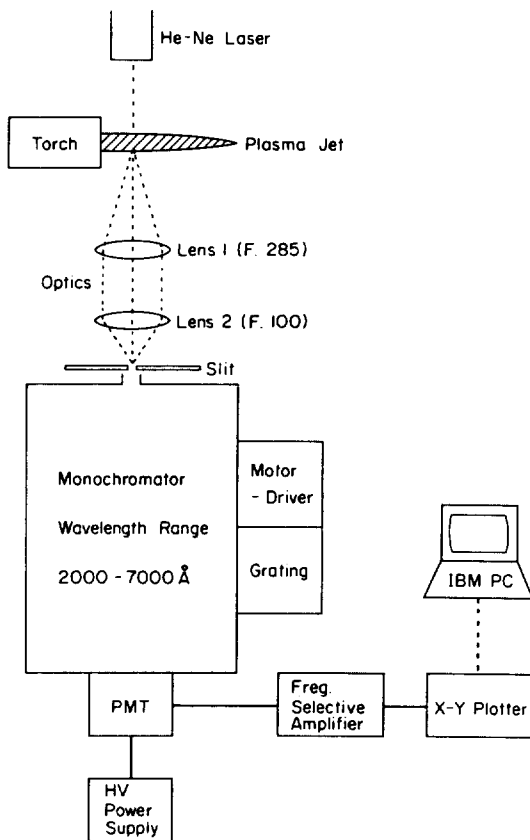 He-Ne Laser
Torch
Plasma Jet
Lens 1 (F. 285)
Optics
Lens 2 (F. 100)
Slit
Monochromator
Wavelength Range
2000 - 7000 Å
Motor
- Driver
Grating
IBM PC
PMT
Freg.
Selective
Amplifier
X-Y Plotter
HV
Power
Supply